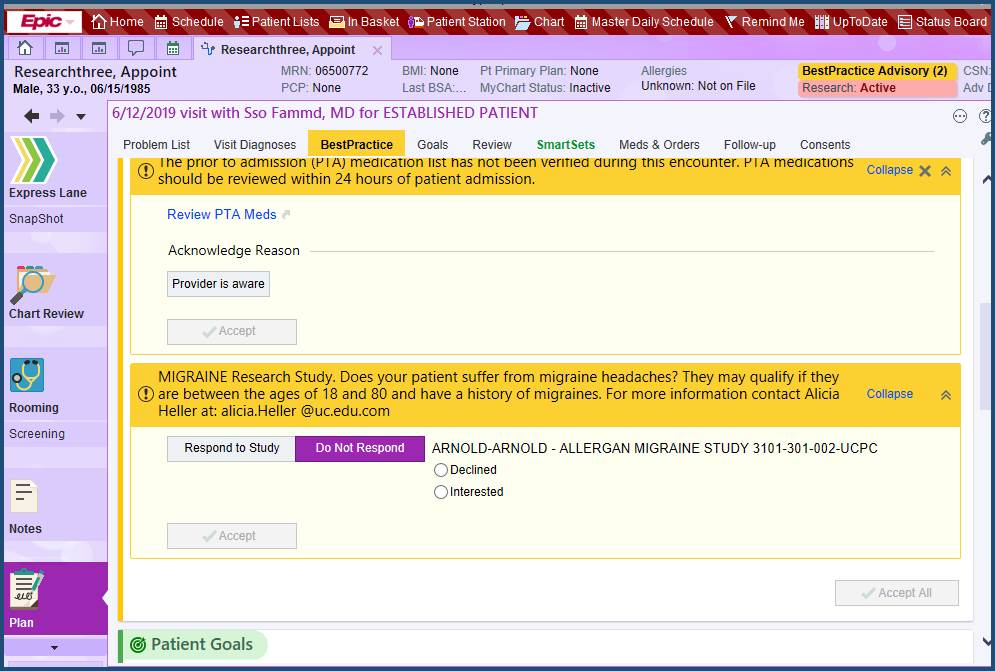 Epic Home Schedule Patient Lists In Basket Patient Station Chart Master Daily Schedule Remind Me UpToDate Status Board
Researchthree, Appoint
Researchthree, Appoint
Male, 33 y.o., 06/15/1985
MRN: 06500772
PCP: None
BMI: None
Last BSA:...
Pt Primary Plan: None
MyChart Status: Inactive
Allergies
Unknown: Not on File
BestPractice Advisory (2)
Research: Active
CSN:
Adv D
6/12/2019 visit with Sso Fammd, MD for ESTABLISHED PATIENT
Problem List Visit Diagnoses BestPractice Goals Review SmartSets Meds & Orders Follow-up Consents
Express Lane
SnapShot
Chart Review
Rooming
Screening
Notes
Plan
The prior to admission (PTA) medication list has not been verified during this encounter. PTA medications
should be reviewed within 24 hours of patient admission.
Collapse
Review PTA Meds
Acknowledge Reason
Provider is aware
Accept
MIGRAINE Research Study. Does your patient suffer from migraine headaches? They may qualify if they
are between the ages of 18 and 80 and have a history of migraines. For more information contact Alicia
Heller at: alicia.Heller @uc.edu.com
Collapse
Respond to Study Do Not Respond ARNOLD-ARNOLD - ALLERGAN MIGRAINE STUDY 3101-301-002-UCPC
Declined
Interested
Accept
Accept All
Patient Goals